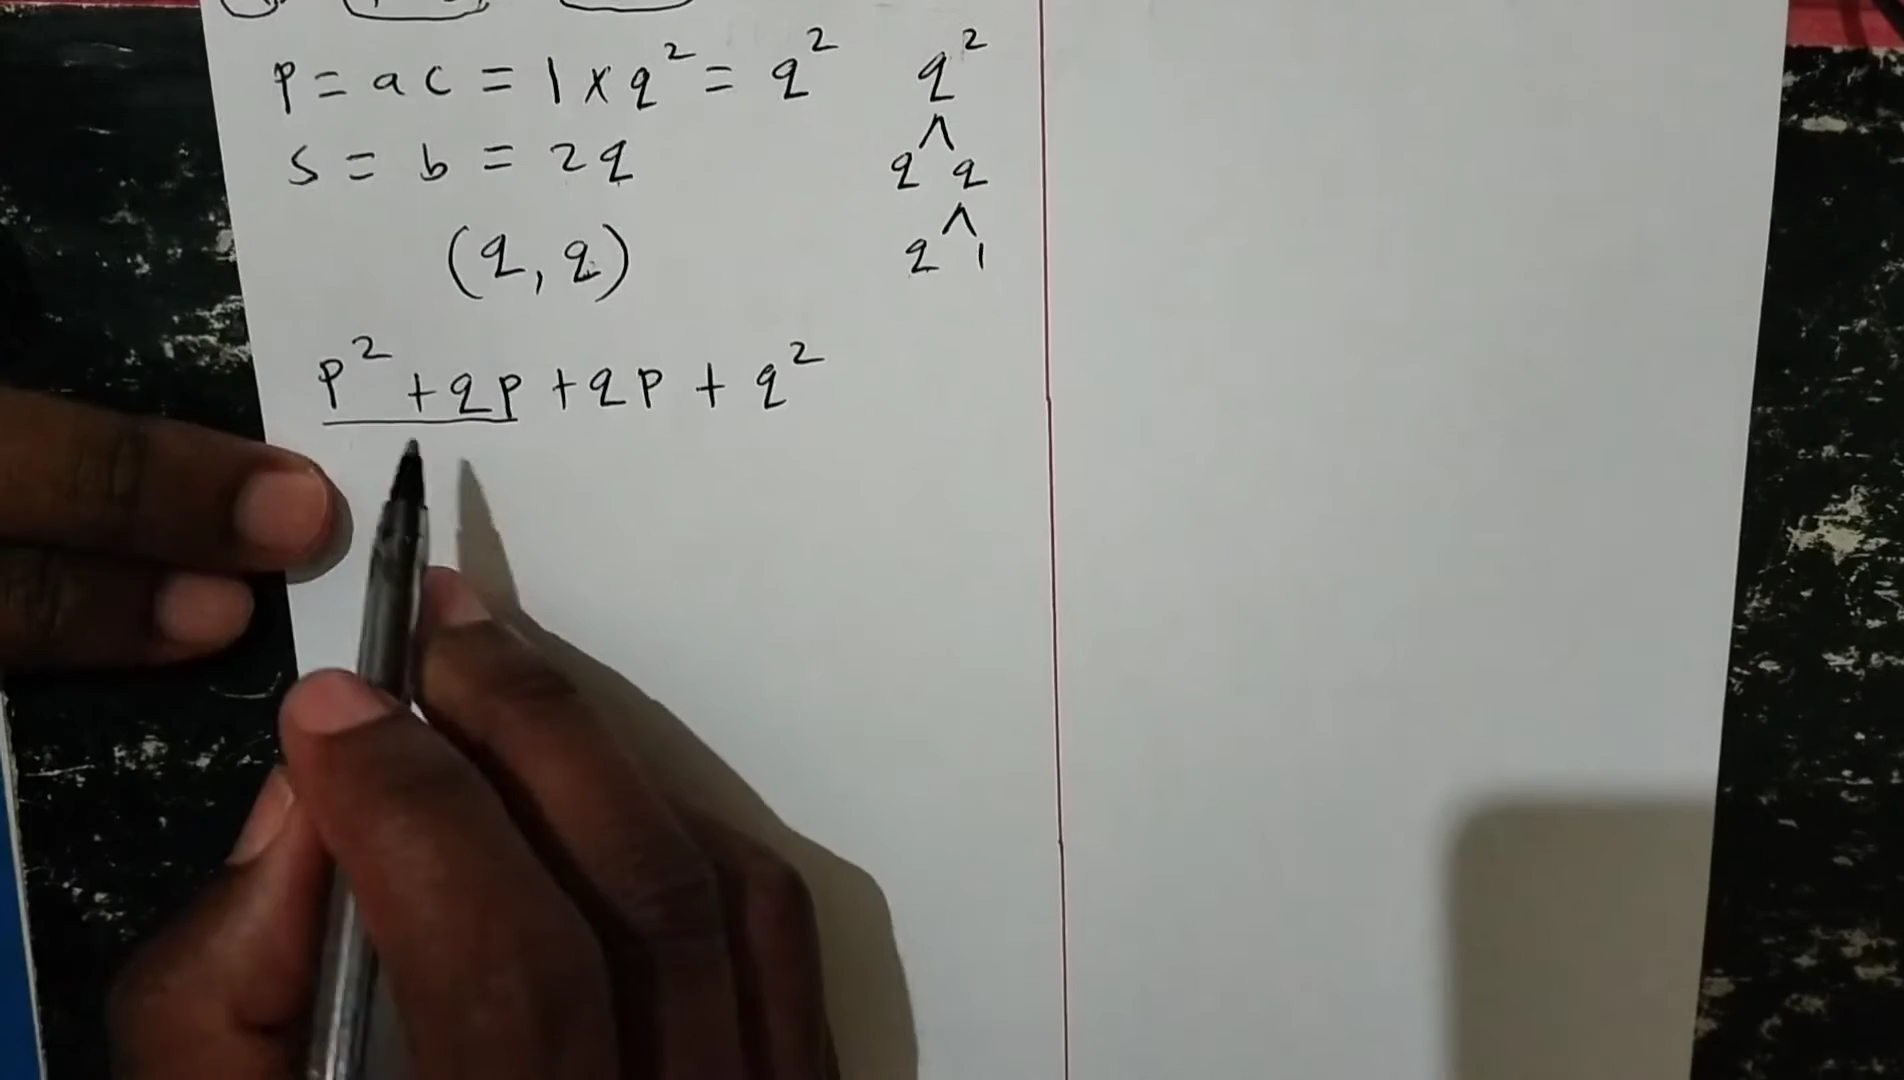 p = ac = 1 × q² = q² q²
s = b = 2q q q
(q, q) q 1
p² + qp + qp + q²